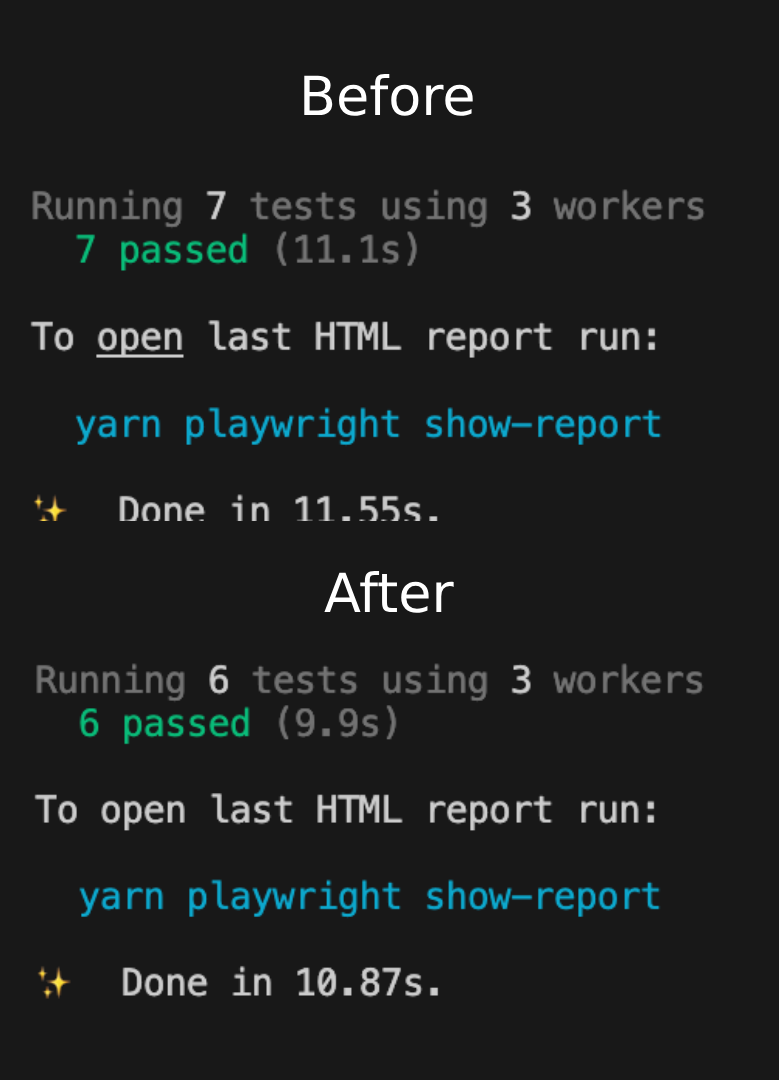 Before
Running 7 tests using 3 workers
7 passed (11.1s)
To open last HTML report run:
yarn playwright show-report
✨ Done in 11.55s.
After
Running 6 tests using 3 workers
6 passed (9.9s)
To open last HTML report run:
yarn playwright show-report
✨ Done in 10.87s.